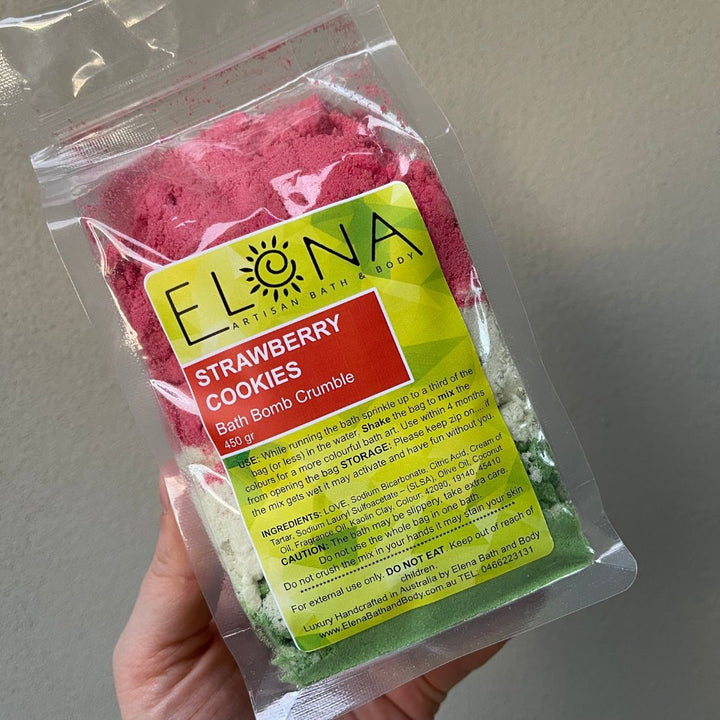 ELONA
ARTISAN BATH & BODY
STRAWBERRY
COOKIES
Bath Bomb Crumble
450 gr
USE: While running the bath sprinkle up to a third of the
bag (or less) in the water, Shake the bag to mix the
colours for a more colourful bath art. Use within 4 months
from opening the bag STORAGE: Please keep zip on.... if
the mix gets wet it may activate and have fun without you.
INGREDIENTS: LOVE, Sodium Bicarbonate, Citric Acid, Cream of
Tartar, Sodium Lauryl Sulfoacetate – (SLSA), Olive Oil, Coconut
Oil, Fragrance Oil, Kaolin Clay, Colour: 42090, 19140, 45410
CAUTION: The bath may be slippery, take extra care.
Do not use the whole bag in one bath.
Do not crush the mix in your hands it may stain your skin
For external use only. DO NOT EAT. Keep out of reach of
children.
Luxury Handcrafted in Australia by Elena Bath and Body
www.ElenaBathandBody.com.au TEL: 0466223131